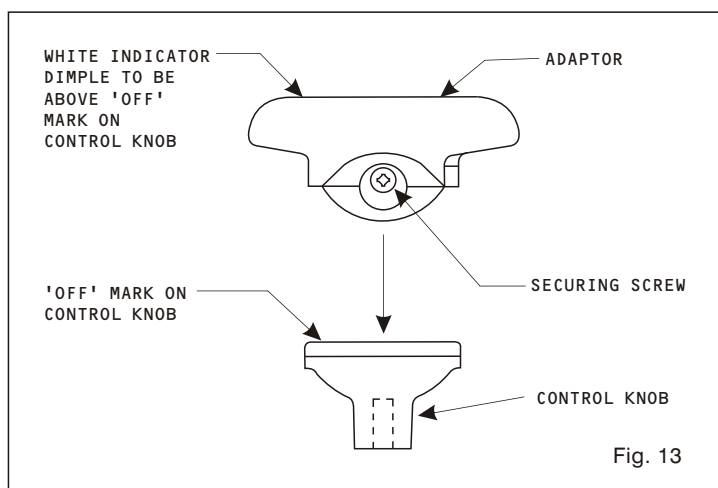 WHITE INDICATOR
DIMPLE TO BE
ABOVE 'OFF'
MARK ON
CONTROL KNOB
ADAPTOR
SECURING SCREW
'OFF' MARK ON
CONTROL KNOB
CONTROL KNOB
Fig. 13